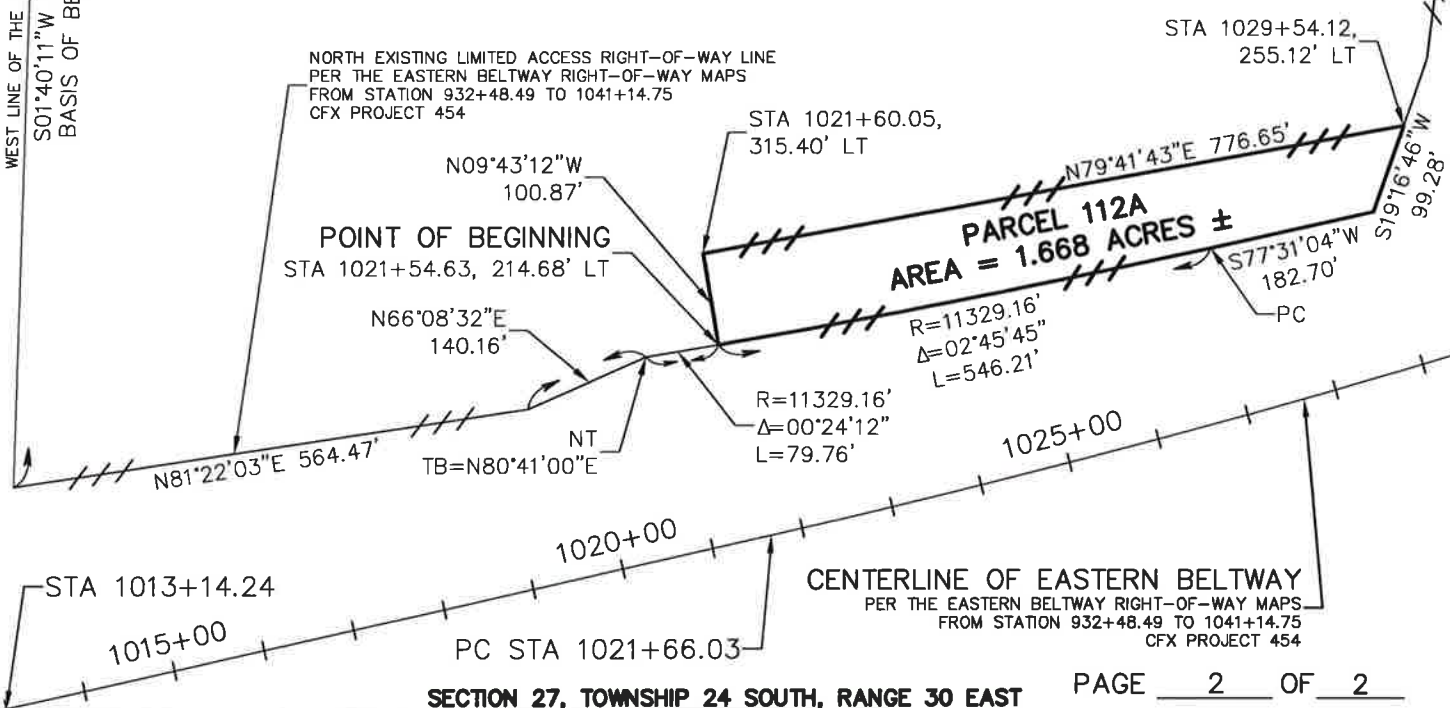 WEST LINE OF THE
S01°40'11"W
BASIS OF BE
NORTH EXISTING LIMITED ACCESS RIGHT-OF-WAY LINE
PER THE EASTERN BELTWAY RIGHT-OF-WAY MAPS
FROM STATION 932+48.49 TO 1041+14.75
CFX PROJECT 454
STA 1029+54.12,
255.12' LT
STA 1021+60.05,
315.40' LT
N09°43'12"W
100.87'
N79°41'43"E 776.65'
S19°16'46"W
99.28'
PARCEL 112A
AREA = 1.668 ACRES ±
POINT OF BEGINNING
STA 1021+54.63, 214.68' LT
S77°31'04"W
182.70'
PC
N66°08'32"E
140.16'
R=11329.16'
Δ=02°45'45"
L=546.21'
R=11329.16'
Δ=00°24'12"
L=79.76'
NT
TB=N80°41'00"E
N81°22'03"E 564.47'
1025+00
1020+00
STA 1013+14.24
1015+00
PC STA 1021+66.03
CENTERLINE OF EASTERN BELTWAY
PER THE EASTERN BELTWAY RIGHT-OF-WAY MAPS
FROM STATION 932+48.49 TO 1041+14.75
CFX PROJECT 454
SECTION 27, TOWNSHIP 24 SOUTH, RANGE 30 EAST
PAGE 2 OF 2